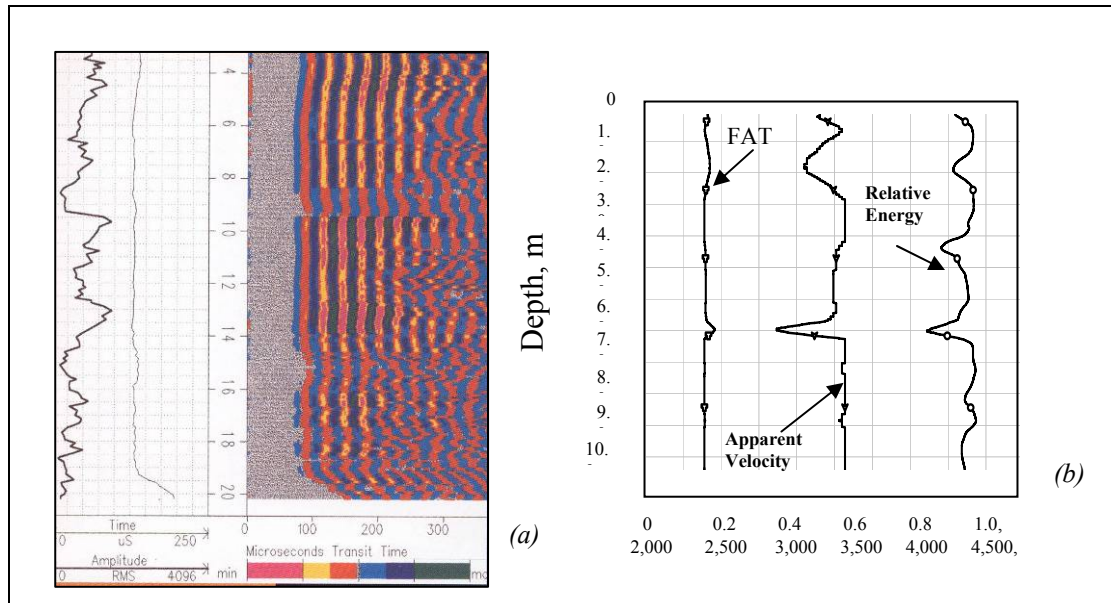 4
6
8
10
12
14
16
18
20
Time
0 uS 250
Amplitude
0 RMS 4096
0 100 200 300
Microseconds Transit Time
min
(a)
Depth, m
0
1.
2.
3.
4.
5.
6.
7.
8.
9.
10.
FAT
Relative
Energy
Apparent
Velocity
(b)
0 0.2 0.4 0.6 0.8 1.0,
2,000 2,500 3,000 3,500 4,000 4,500,